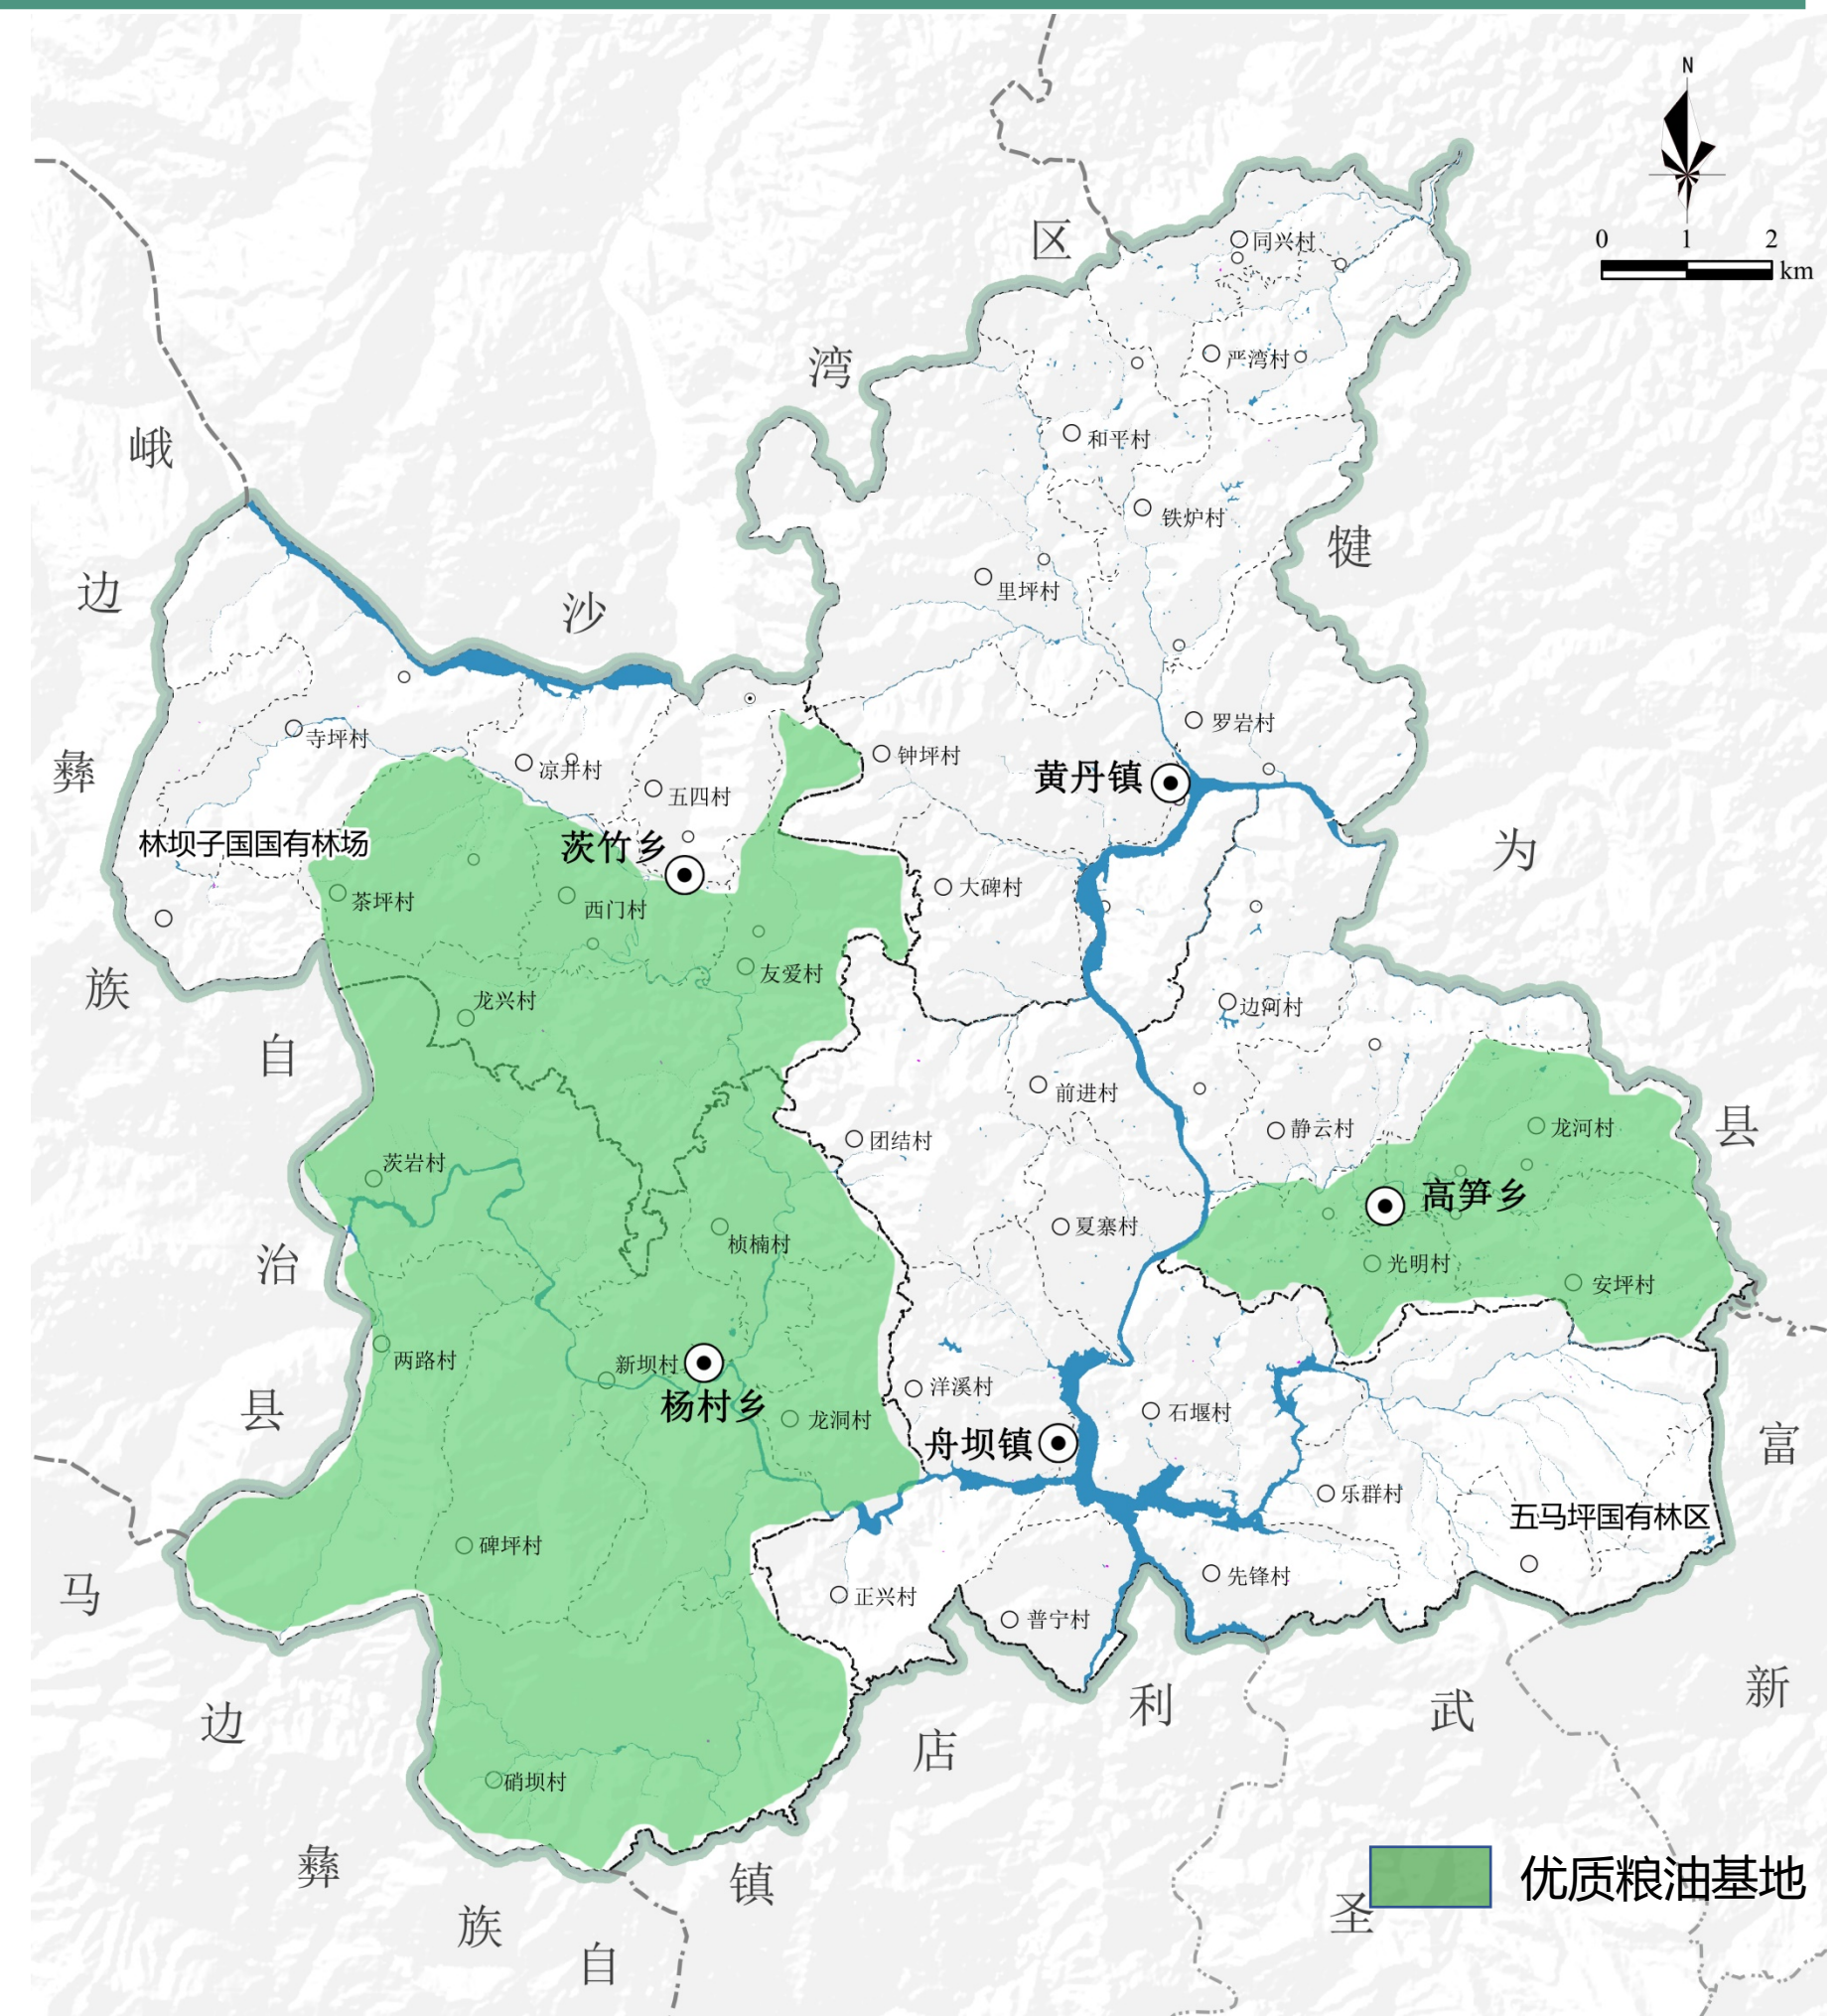 N
0 1 2
km
区
同兴村
湾
严湾村
峨
和平村
铁炉村
犍
边
沙
里坪村
寺坪村
凉井村
五四村
钟坪村
罗岩村
黄丹镇
彝
林坝子国国有林场
茨竹乡
为
茶坪村
西门村
大碑村
族
友爱村
龙兴村
边河村
自
前进村
团结村
静云村
龙河村
县
茨岩村
高笋乡
桢楠村
夏寨村
治
光明村
安坪村
两路村
新坝村
杨村乡
龙洞村
洋溪村
石堰村
县
舟坝镇
富
乐群村
五马坪国有林区
碑坪村
马
正兴村
普宁村
先锋村
边
利
武
新
店
硝坝村
彝
镇
优质粮油基地
圣
族
自